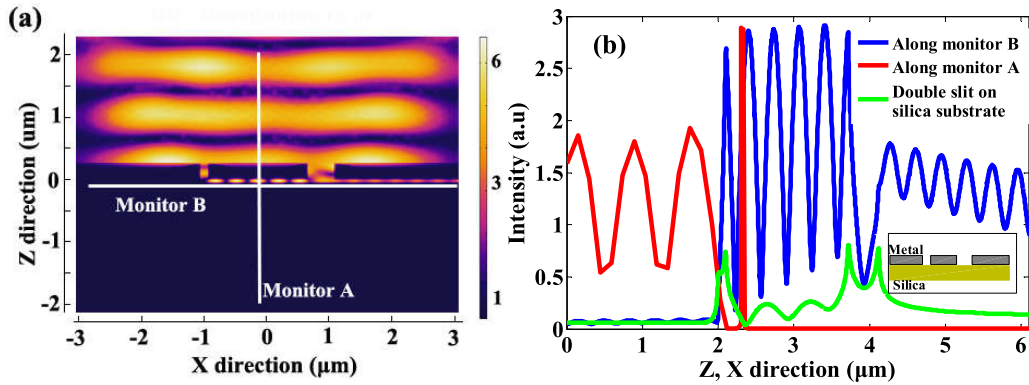 (a)
Z direction (um)
2
1
0
-1
-2
Monitor B
Monitor A
-3
-2
-1
0
1
2
3
X direction (μm)
6
3
1
(b)
Intensity (a.u)
3
2.5
2
1.5
1
0.5
0
Along monitor B
Along monitor A
Double slit on
silica substrate
Metal
Silica
0
1
2
3
4
5
6
Z, X direction (μm)